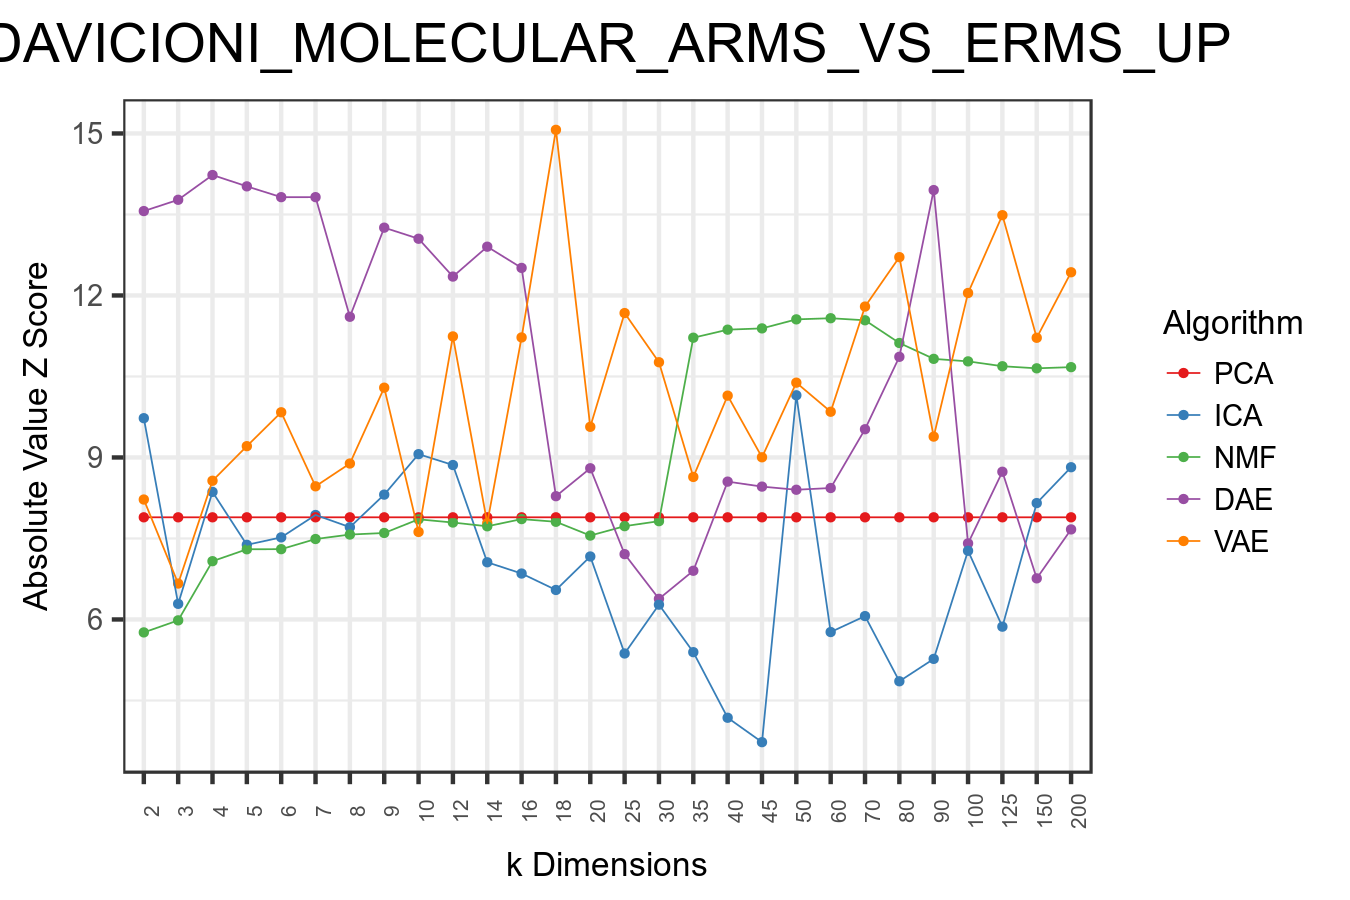 DAVICIONI_MOLECULAR_ARMS_VS_ERMS_UP
15
12
9
6
Absolute Value Z Score
2 3 4 5 6 7 8 9 10 12 14 16 18 20 25 30 35 40 45 50 60 70 80 90 100 125 150 200
k Dimensions
Algorithm
PCA
ICA
NMF
DAE
VAE